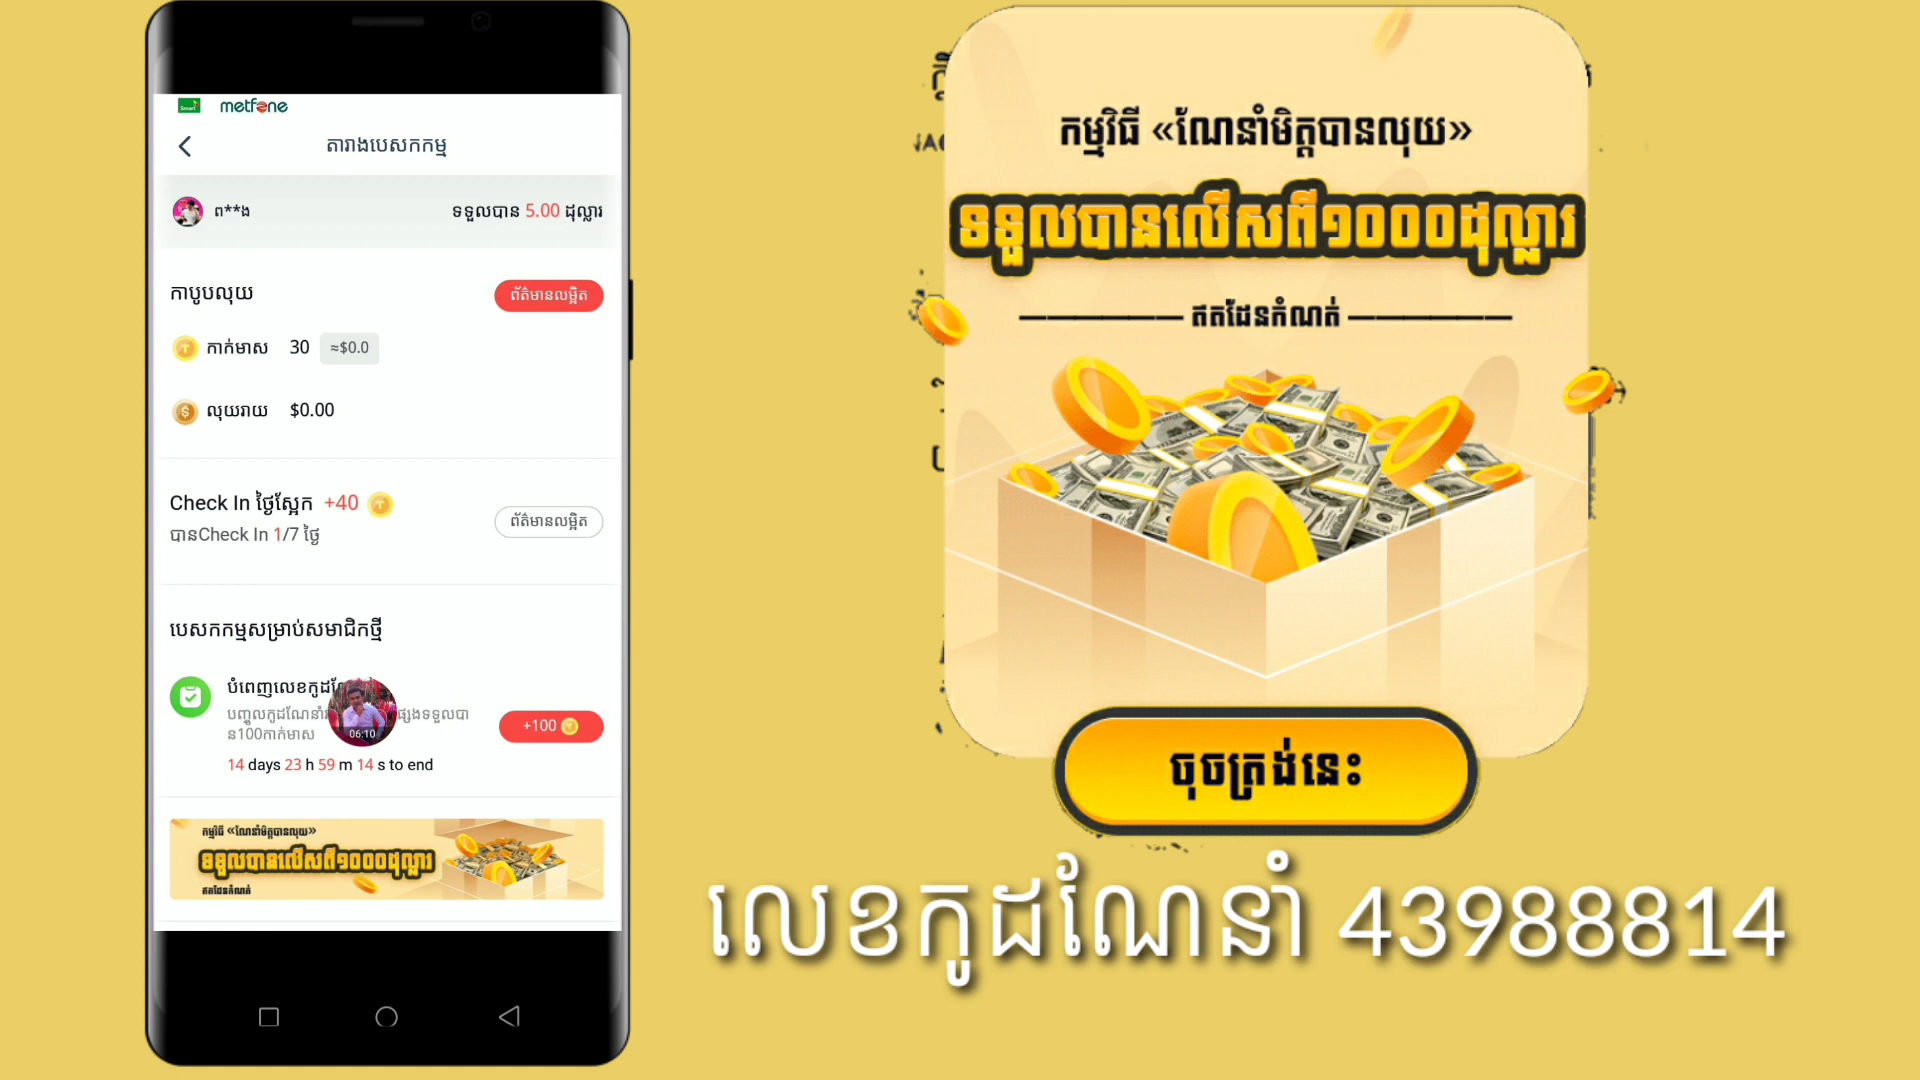 Smart metfone
តារាងបេសកកម្ម
ព**ង ទទួលបាន 5.00 ដុល្លារ
កាបូបលុយ ព័ត៌មានលម្អិត
កាក់មាស 30 ≈$0.0
លុយរាយ $0.00
Check In ថ្ងៃស្អែក +40
បានCheck In 1/7 ថ្ងៃ ព័ត៌មានលម្អិត
បេសកកម្មសម្រាប់សមាជិកថ្មី
បំពេញលេខកូដ
បញ្ចូលកូដណែនាំ ផ្សេងទទួលបា
ន100កាក់មាស
+100
06:10
14 days 23 h 59 m 14 s to end
កម្មវិធី «ណែនាំមិត្តបានលុយ»
ទទួលបានលើសពី១០០០ដុល្លារ
ឥតដែនកំណត់
កម្មវិធី «ណែនាំមិត្តបានលុយ»
ទទួលបានលើសពី១០០០ដុល្លារ
ឥតដែនកំណត់
ចុចត្រង់នេះ
លេខកូដណែនាំ 43988814